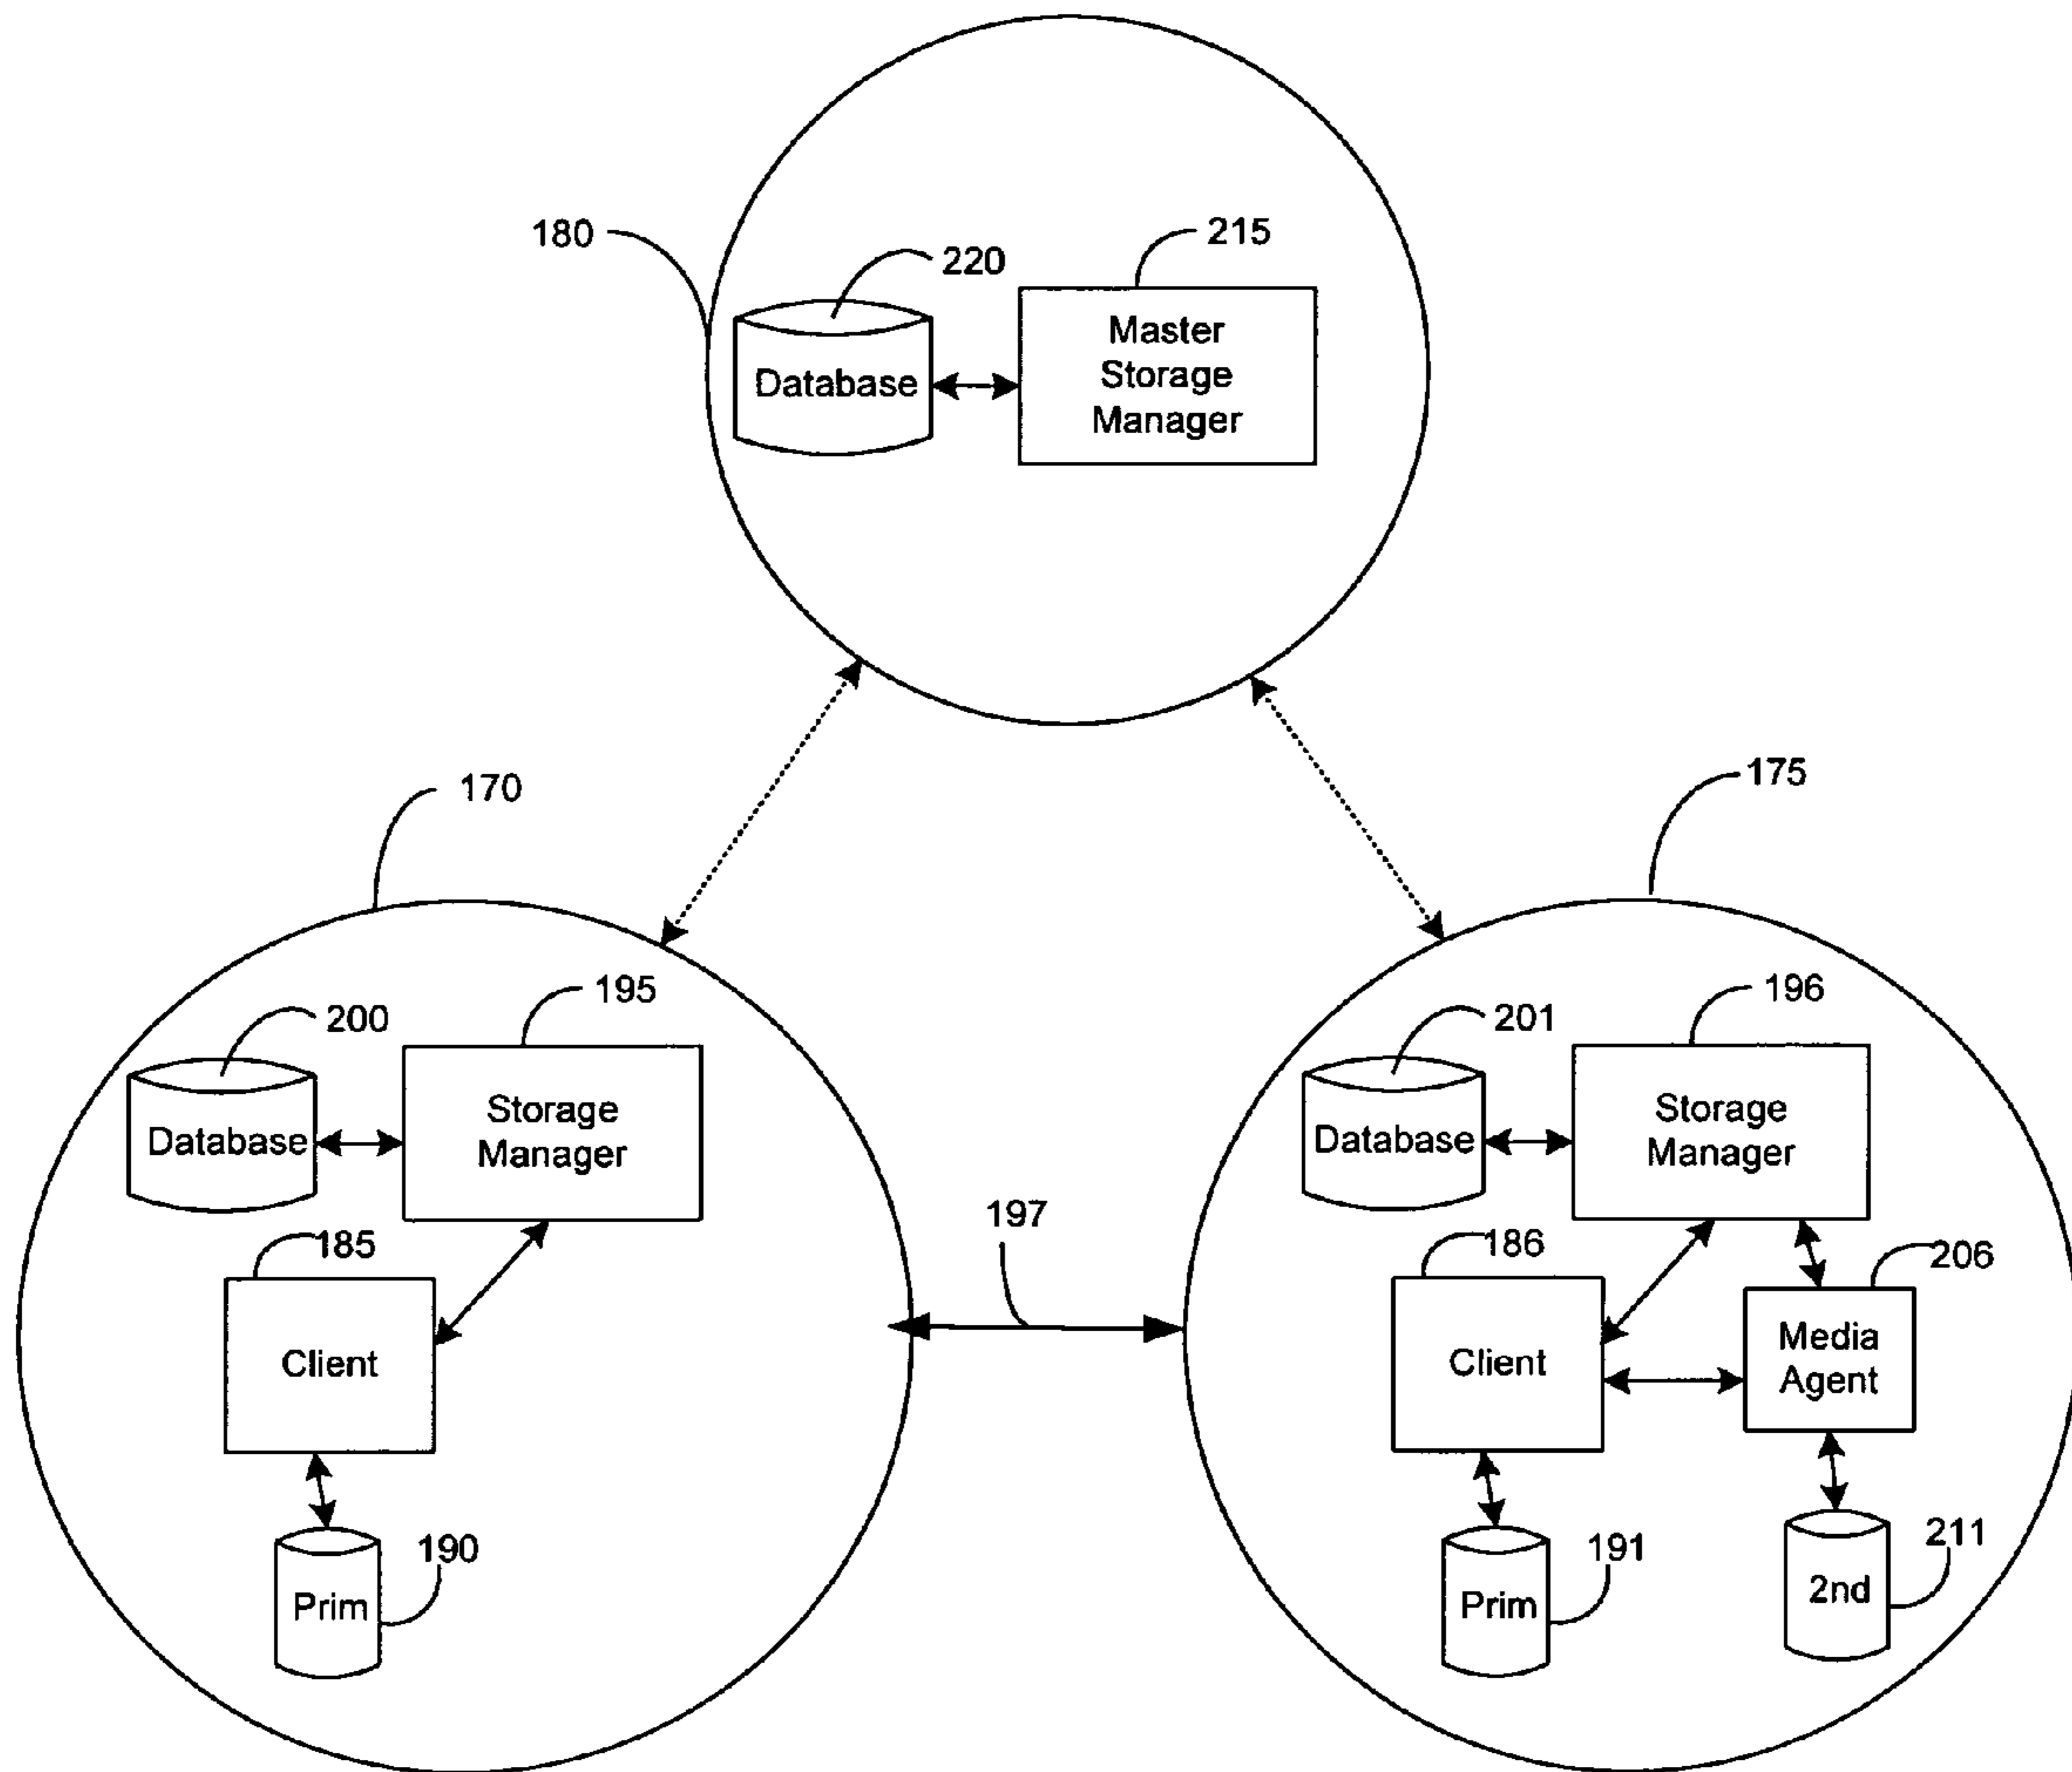 180
220
215
Database
Master
Storage
Manager
170
175
200
195
Database
Storage
Manager
185
Client
190
Prim
197
201
196
Database
Storage
Manager
186
206
Client
Media
Agent
191
211
Prim
2nd